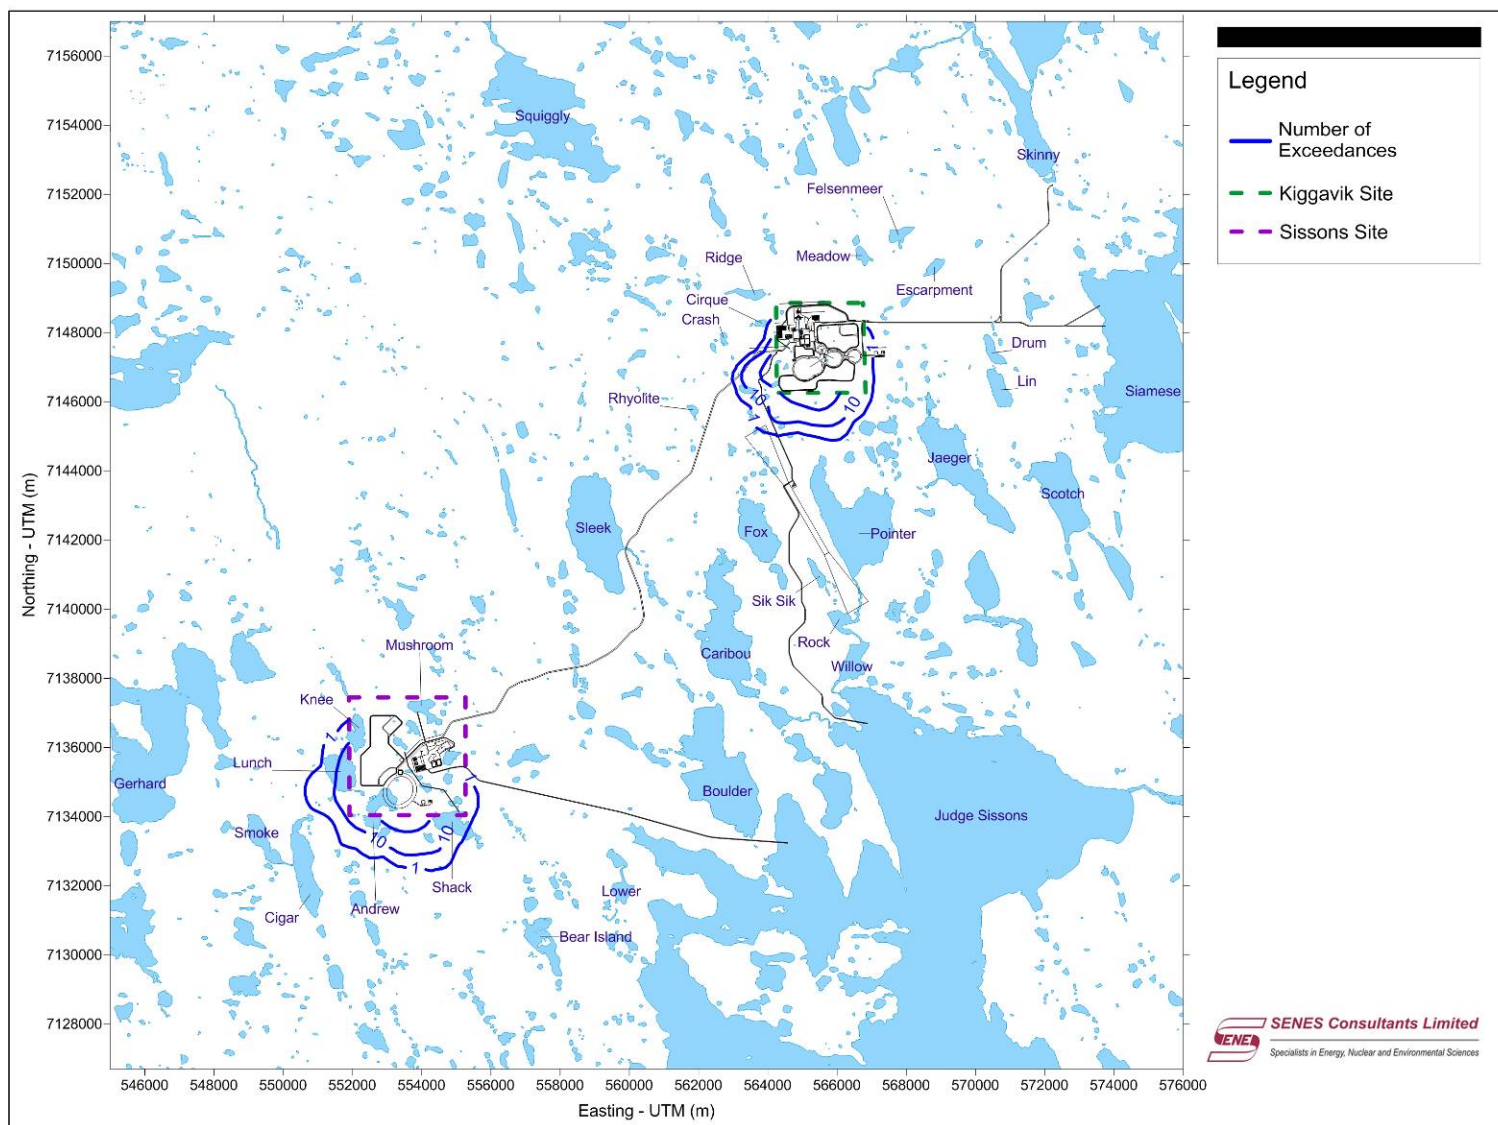 Legend
Number of
Exceedances
Kiggavik Site
Sissons Site
7156000
7154000
7152000
7150000
7148000
7146000
7144000
7142000
7140000
7138000
7136000
7134000
7132000
7130000
7128000
Northing - UTM (m)
Squiggly
Skinny
Felsenmeer
Ridge
Meadow
Cirque
Escarpment
Crash
1
Drum
Lin
Siamese
Rhyolite
10
10
1
Jaeger
Scotch
Sleek
Fox
Pointer
Sik Sik
Rock
Mushroom
Caribou
Willow
Knee
1
Lunch
1
Gerhard
Boulder
Judge Sissons
Smoke
10
10
1
Shack
Lower
Andrew
Cigar
Bear Island
546000 548000 550000 552000 554000 556000 558000 560000 562000 564000 566000 568000 570000 572000 574000 576000
Easting - UTM (m)
SENES
SENES Consultants Limited
Specialists in Energy, Nuclear and Environmental Sciences